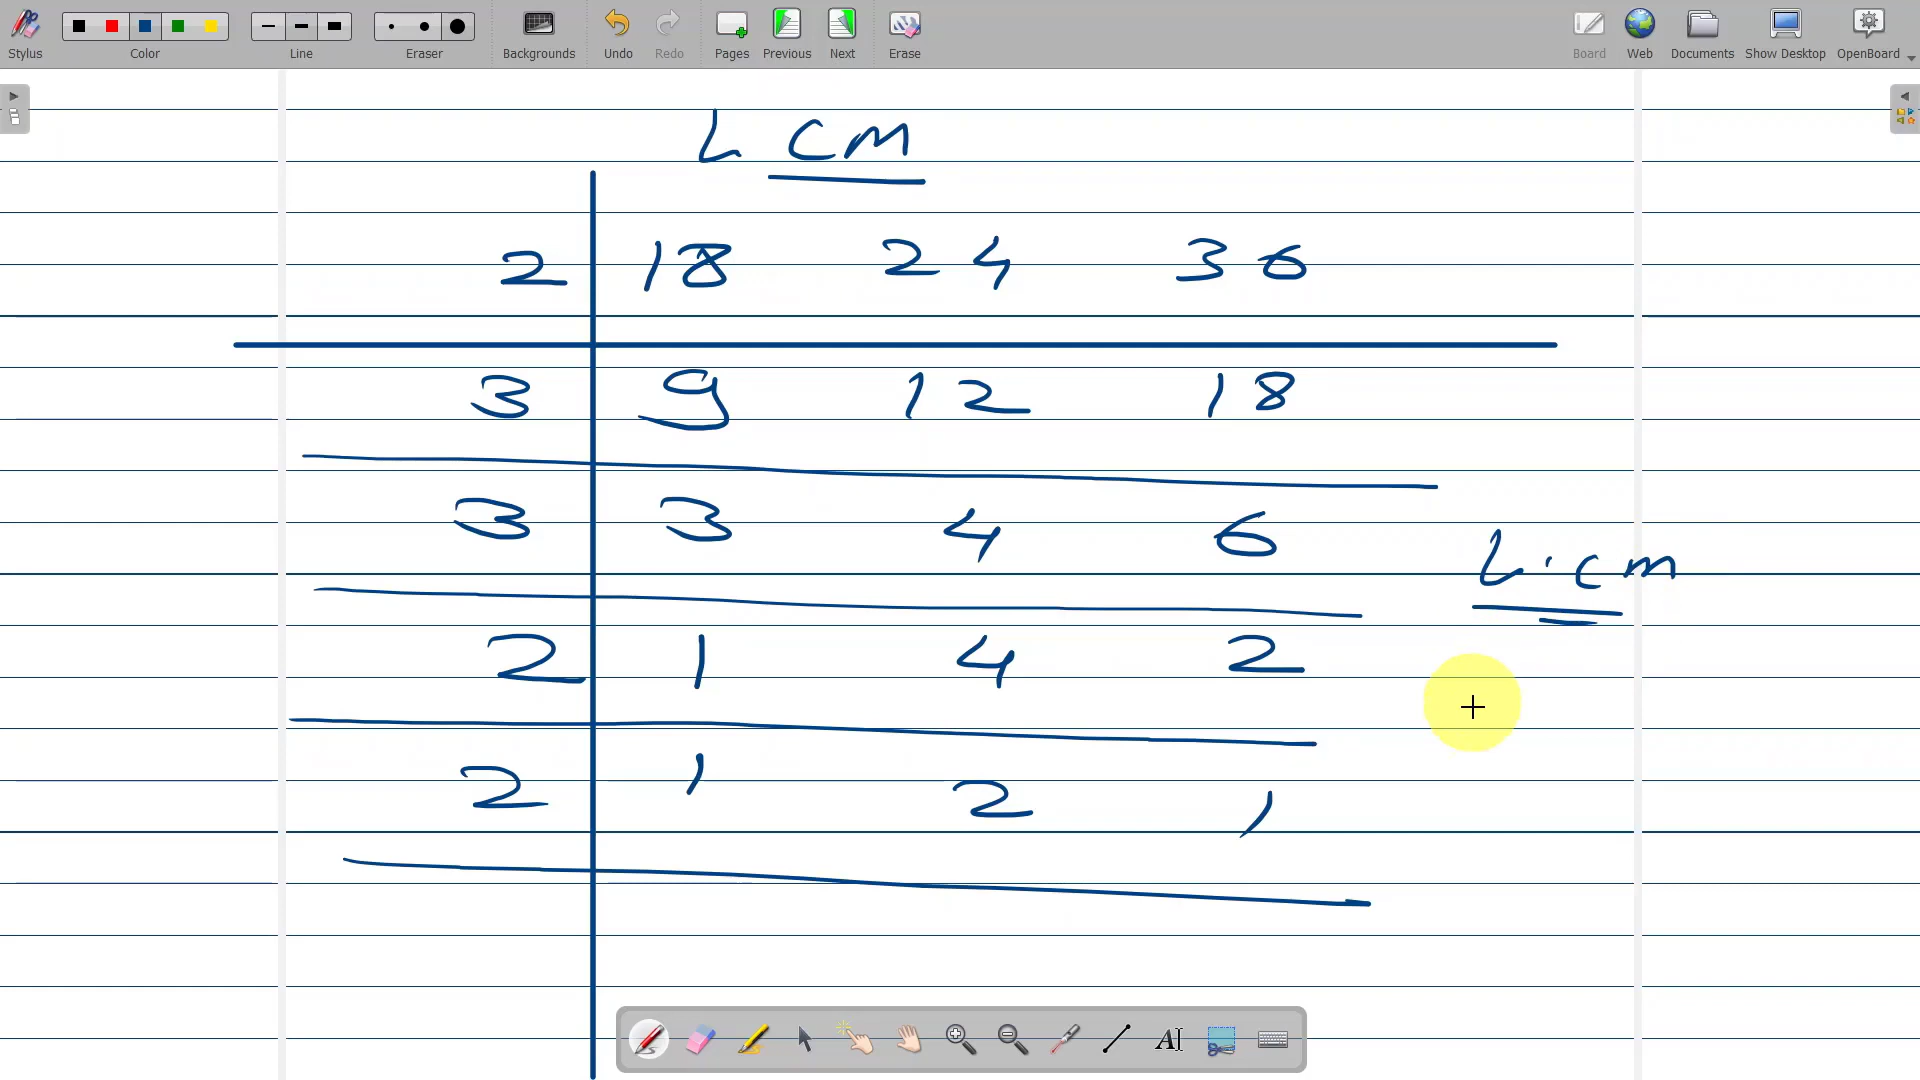 Stylus Color Line Eraser Backgrounds Undo Redo Pages Previous Next Erase Board Web Documents Show Desktop OpenBoard
L CM
2 18 24 36
3 9 12 18
3 3 4 6
L.cm
2 1 4 2
2 1 2 1
AI